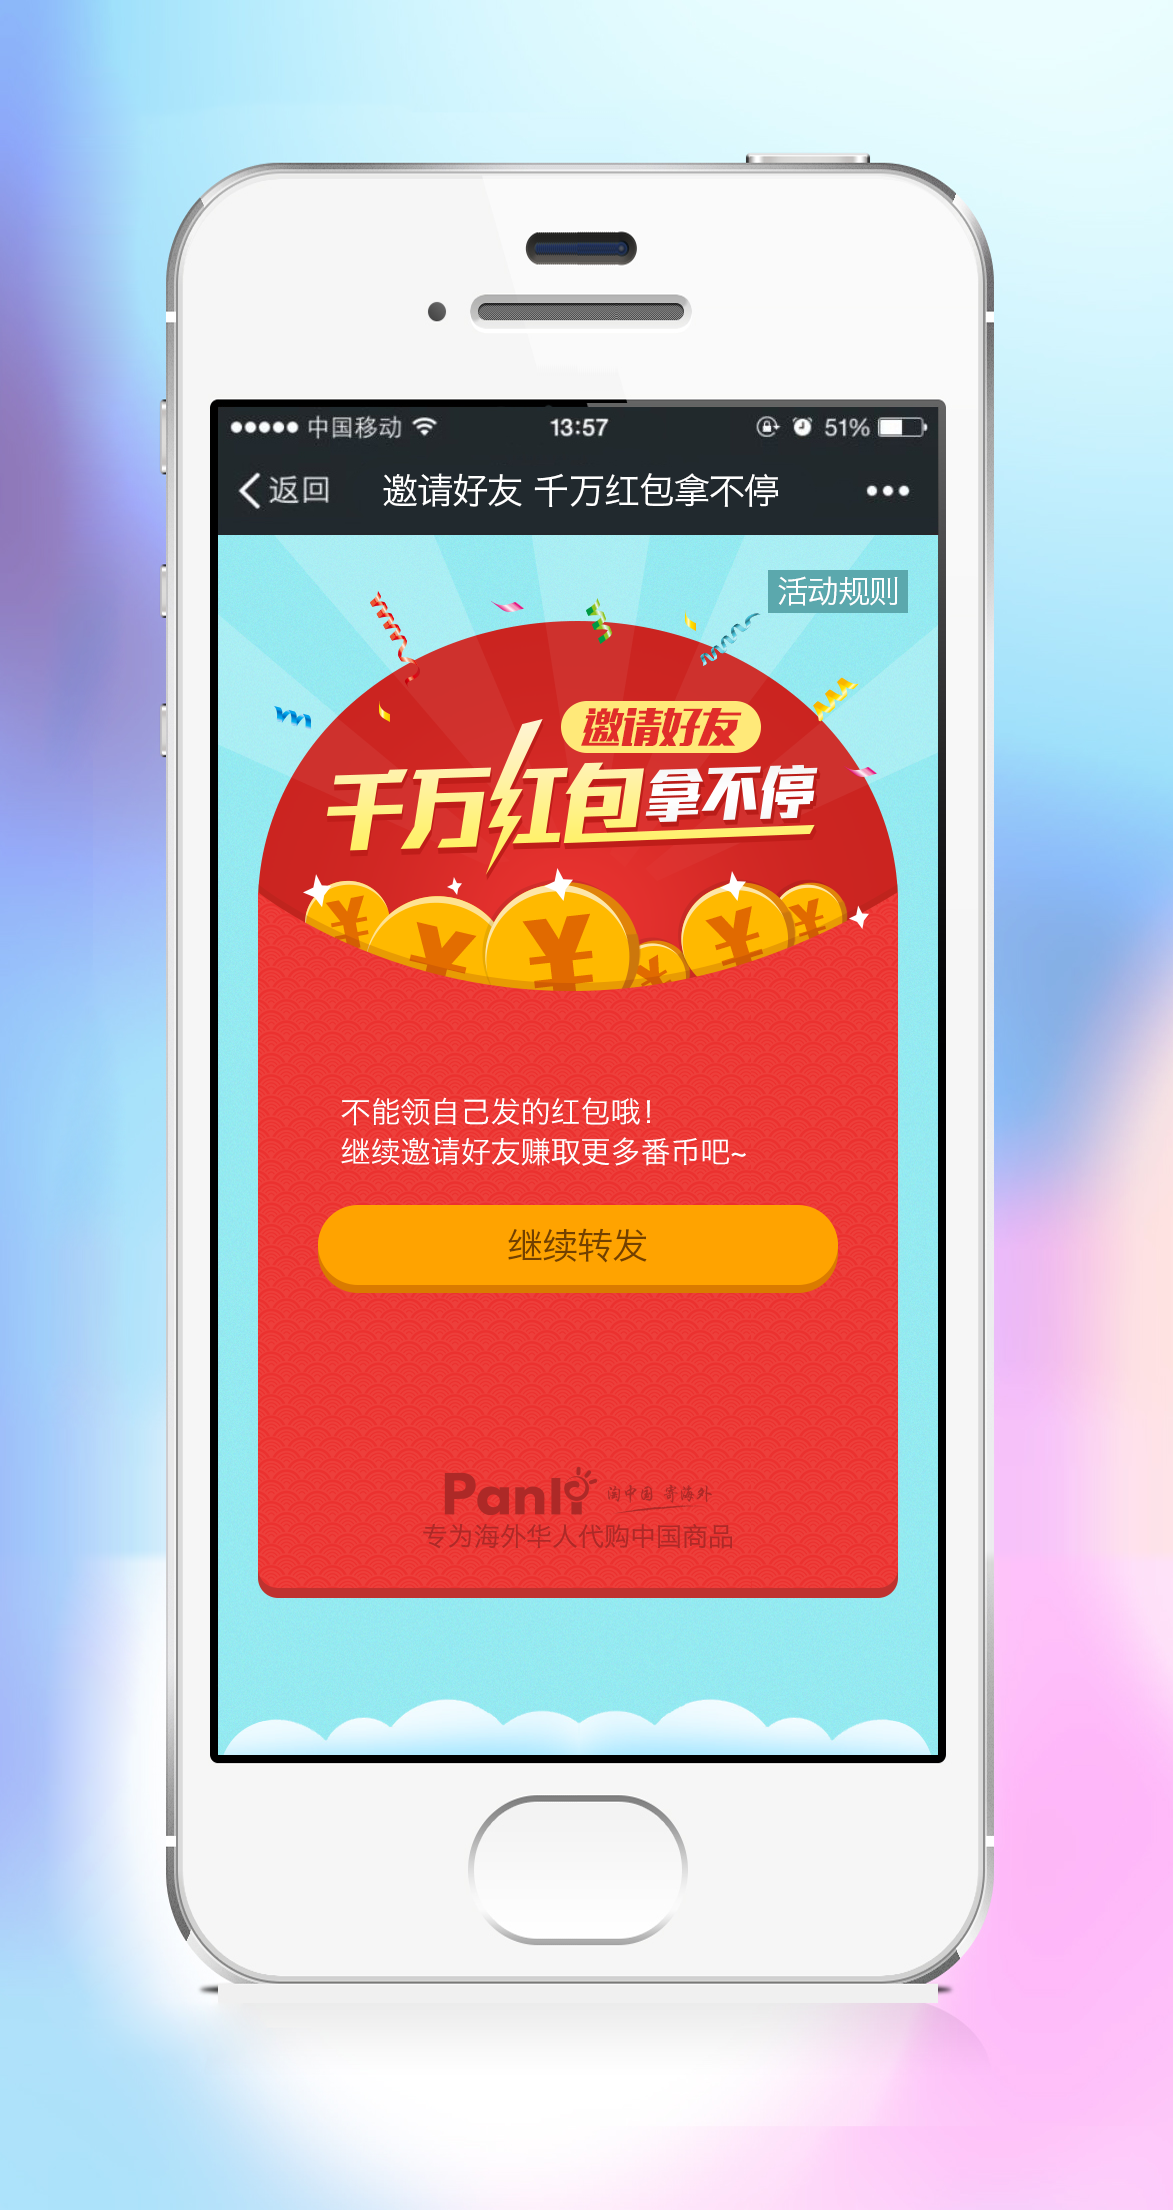 中国移动 13:57 51%
返回 邀请好友 千万红包拿不停
活动规则
邀请好友
千万红包拿不停
¥ ¥ ¥ ¥ ¥ ¥
不能领自己发的红包哦!
继续邀请好友赚取更多番币吧~
继续转发
Panli 淘中国 寄海外
专为海外华人代购中国商品